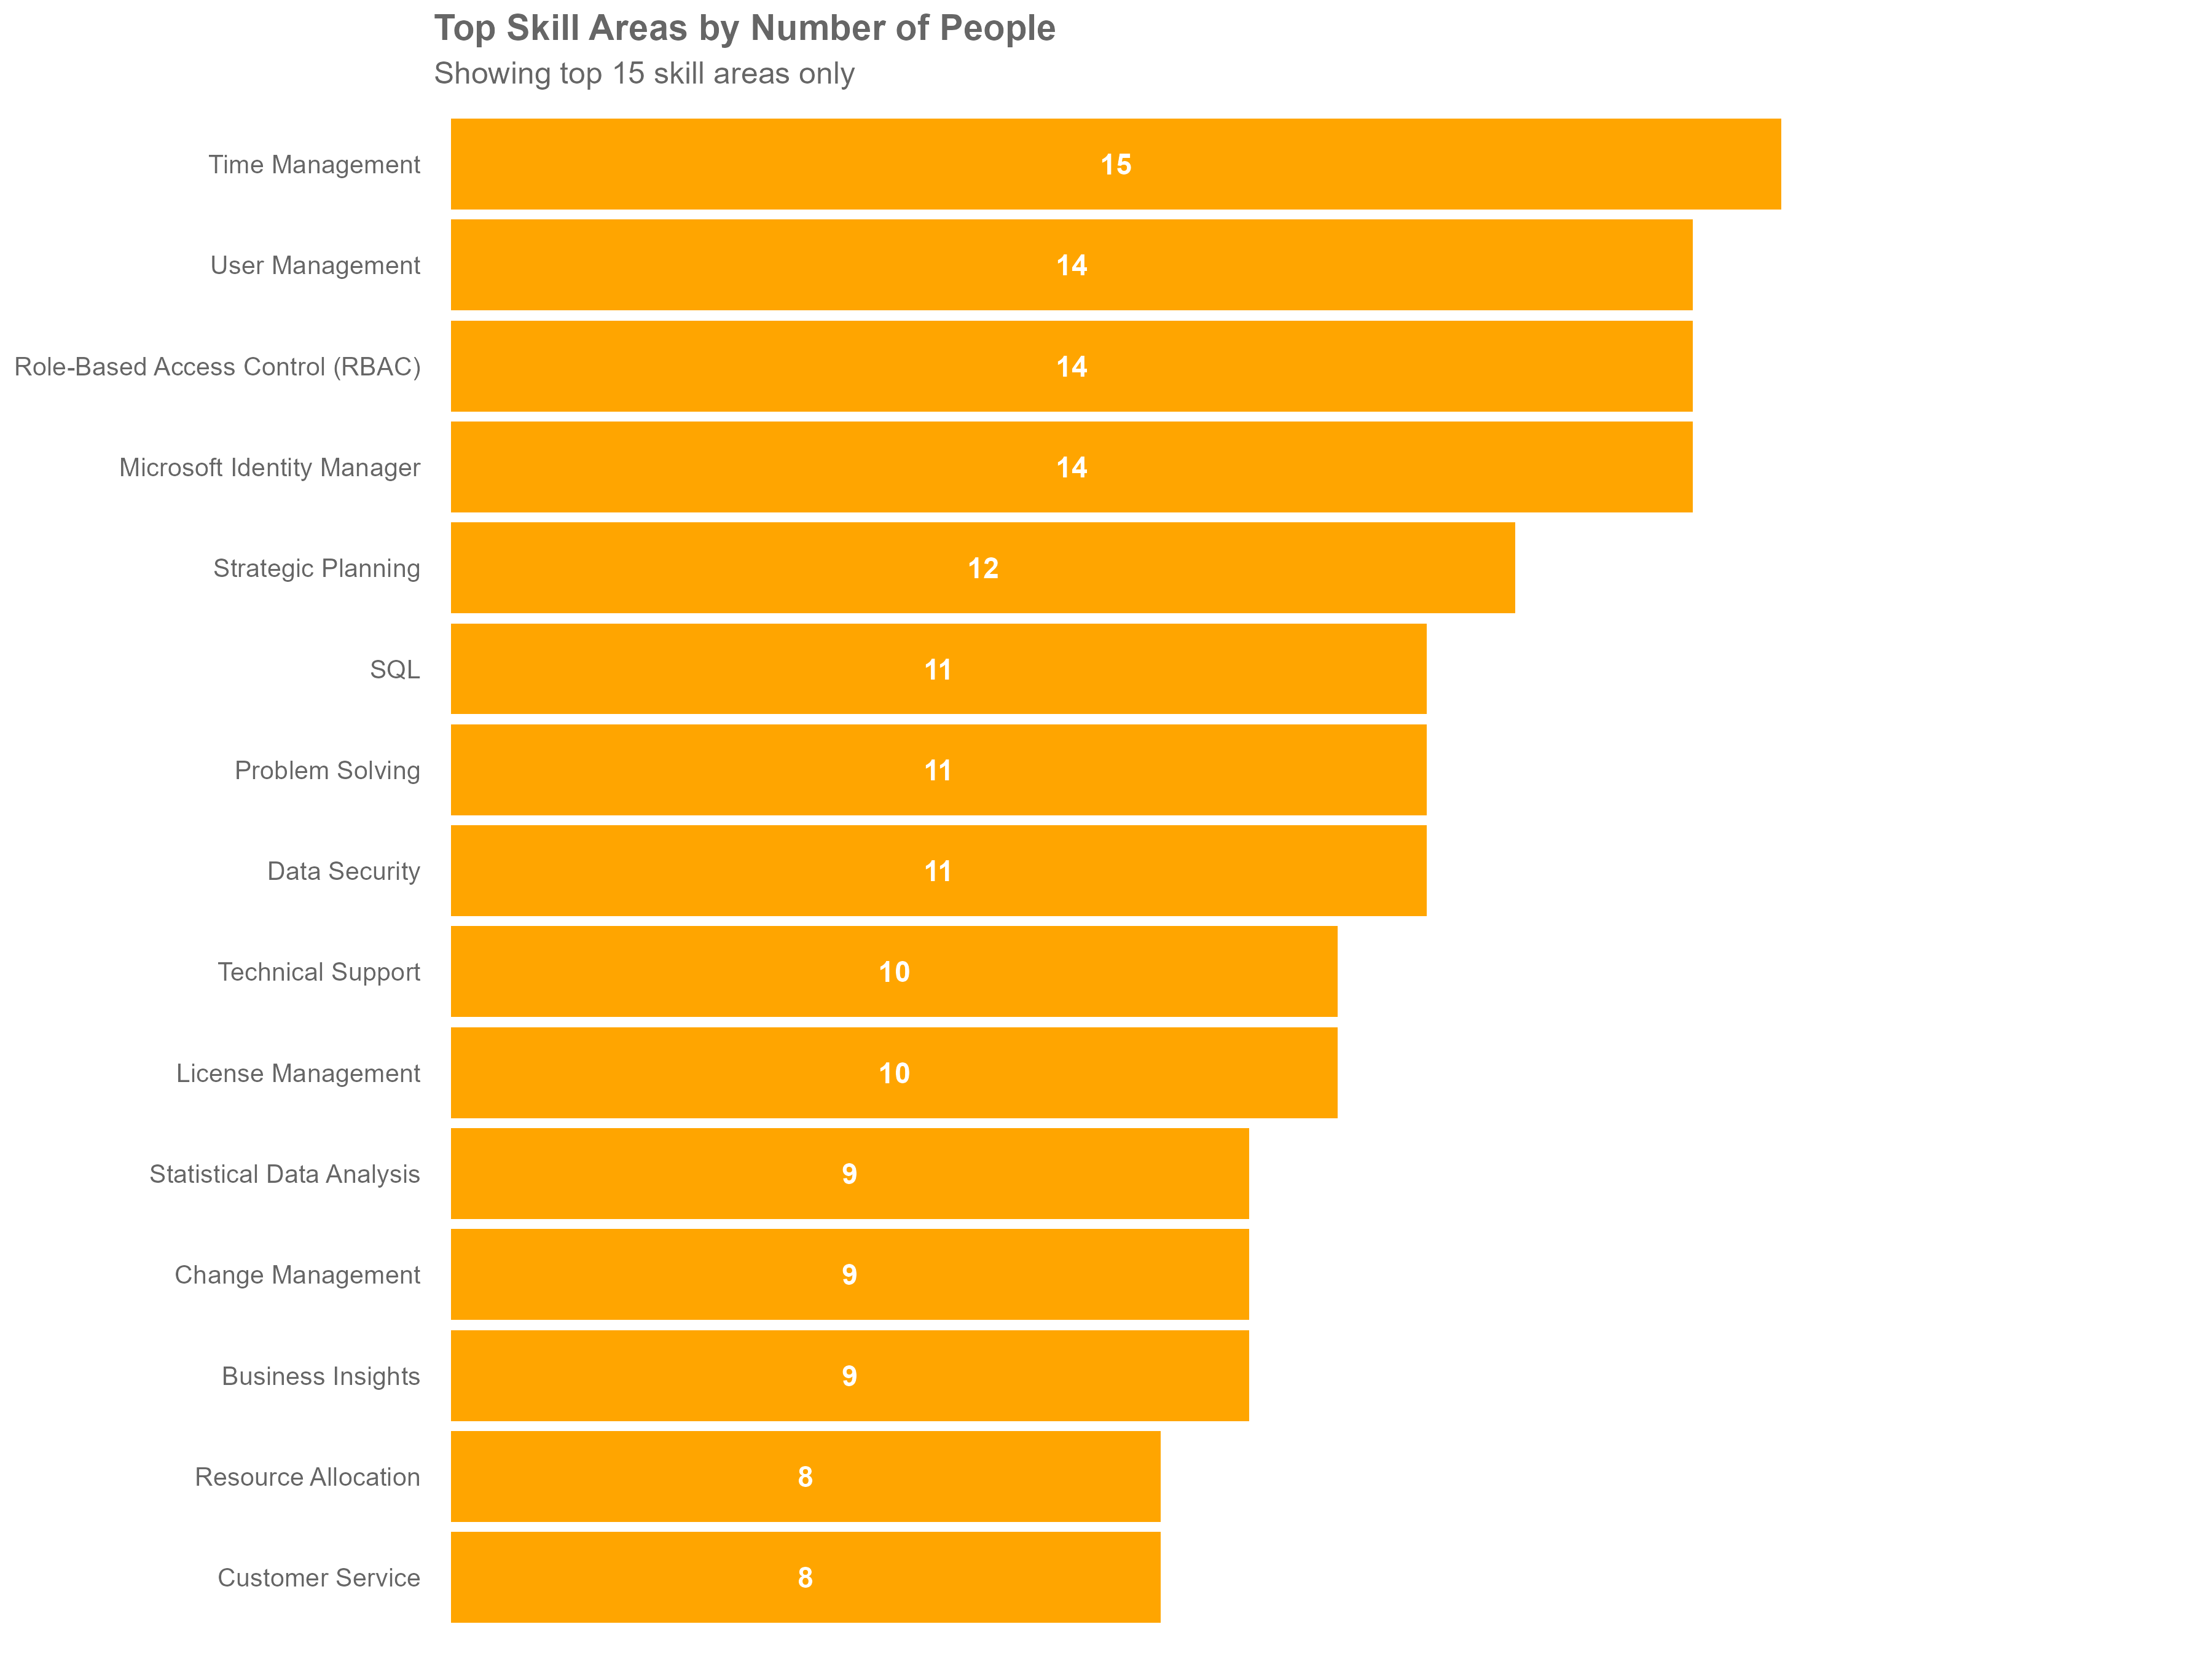 Top Skill Areas by Number of People
Showing top 15 skill areas only
Time Management 15
User Management 14
Role-Based Access Control (RBAC) 14
Microsoft Identity Manager 14
Strategic Planning 12
SQL 11
Problem Solving 11
Data Security 11
Technical Support 10
License Management 10
Statistical Data Analysis 9
Change Management 9
Business Insights 9
Resource Allocation 8
Customer Service 8